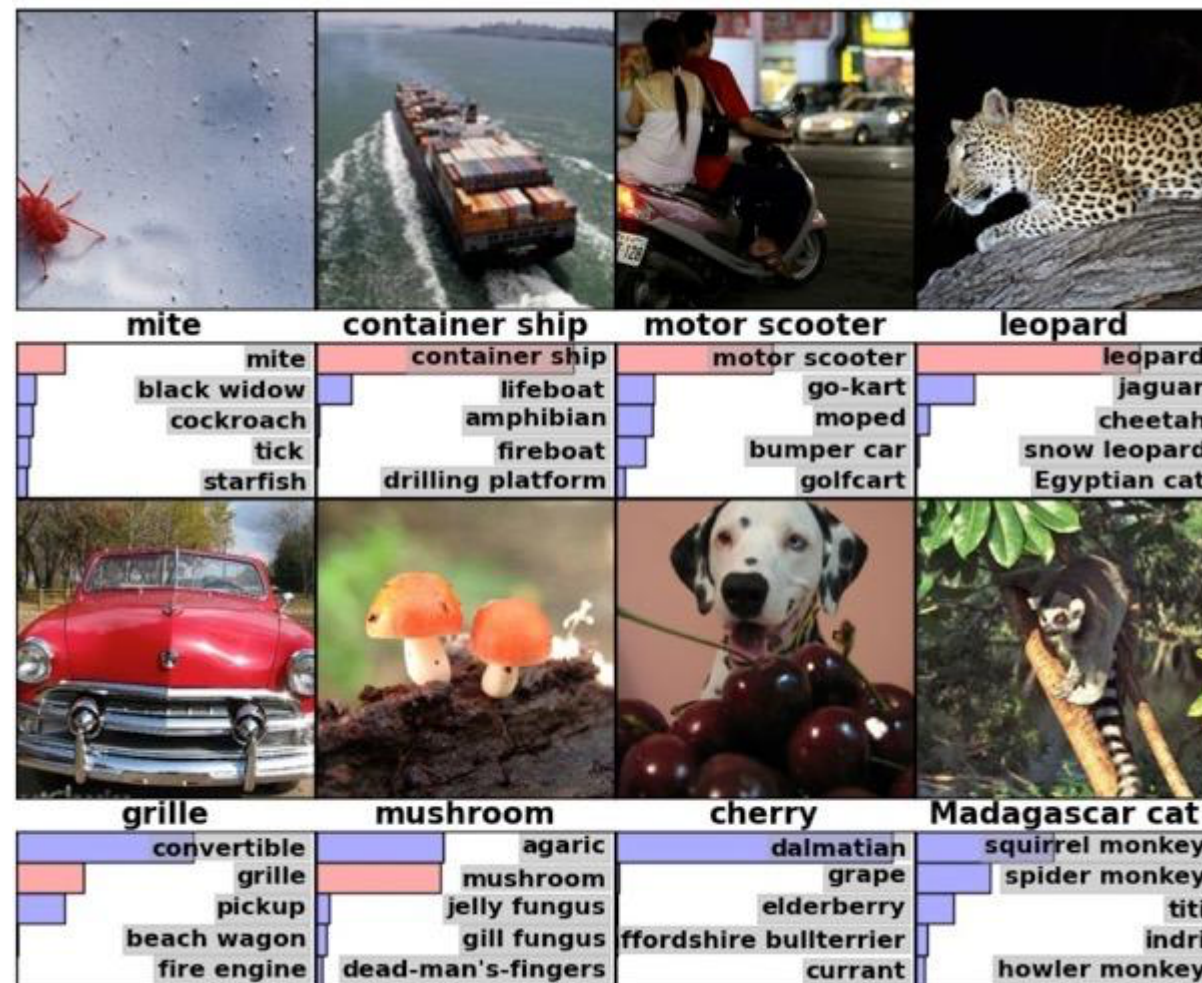 mite
container ship
motor scooter
leopard
mite
black widow
cockroach
tick
starfish
container ship
lifeboat
amphibian
fireboat
drilling platform
motor scooter
go-kart
moped
bumper car
golfcart
leopard
jaguar
cheetah
snow leopard
Egyptian cat
grille
mushroom
cherry
Madagascar cat
convertible
grille
pickup
beach wagon
fire engine
agaric
mushroom
jelly fungus
gill fungus
dead-man's-fingers
dalmatian
grape
elderberry
ffordshire bullterrier
currant
squirrel monkey
spider monkey
titi
indri
howler monkey